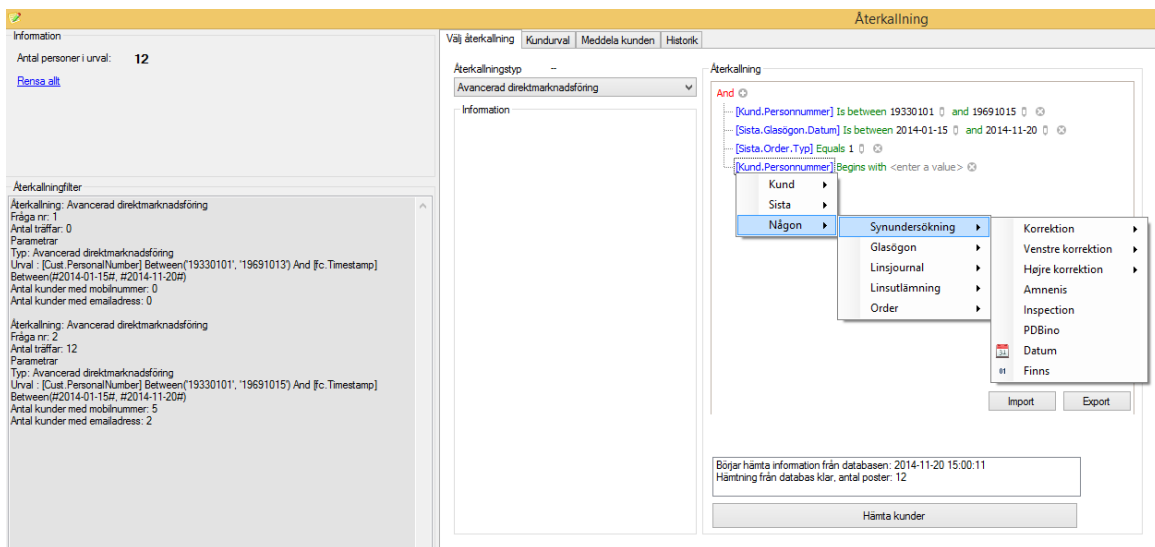 Återkallning
Information
Antal personer i urval: 12
Rensa allt
Återkallningfilter
Återkallning: Avancerad direktmarknadsföring
Fråga nr: 1
Antal träffar: 0
Parametrar
Typ: Avancerad direktmarknadsföring
Urval : [Cust.PersonalNumber] Between('19330101', '19691013') And [fc.Timestamp]
Between(#2014-01-15#, #2014-11-20#)
Antal kunder med mobilnummer: 0
Antal kunder med emailadress: 0
Återkallning: Avancerad direktmarknadsföring
Fråga nr: 2
Antal träffar: 12
Parametrar
Typ: Avancerad direktmarknadsföring
Urval : [Cust.PersonalNumber] Between('19330101', '19691015') And [fc.Timestamp]
Between(#2014-01-15#, #2014-11-20#)
Antal kunder med mobilnummer: 5
Antal kunder med emailadress: 2
Välj återkallning Kundurval Meddela kunden Historik
Återkallningstyp –
Avancerad direktmarknadsföring
Information
Återkallning
And
[Kund.Personnummer] Is between 19330101 and 19691015
[Sista.Glasögon.Datum] Is between 2014-01-15 and 2014-11-20
[Sista.Order.Typ] Equals 1
[Kund.Personnummer] Begins with <enter a value>
Kund
Sista
Någon
Synundersökning
Glasögon
Linsjournal
Linsutlämning
Order
Korrektion
Venstre korrektion
Højre korrektion
Amnenis
Inspection
PDBino
Datum
Finns
Import Export
Börjar hämta information från databasen: 2014-11-20 15:00:11
Hämtning från databas klar, antal poster: 12
Hämta kunder